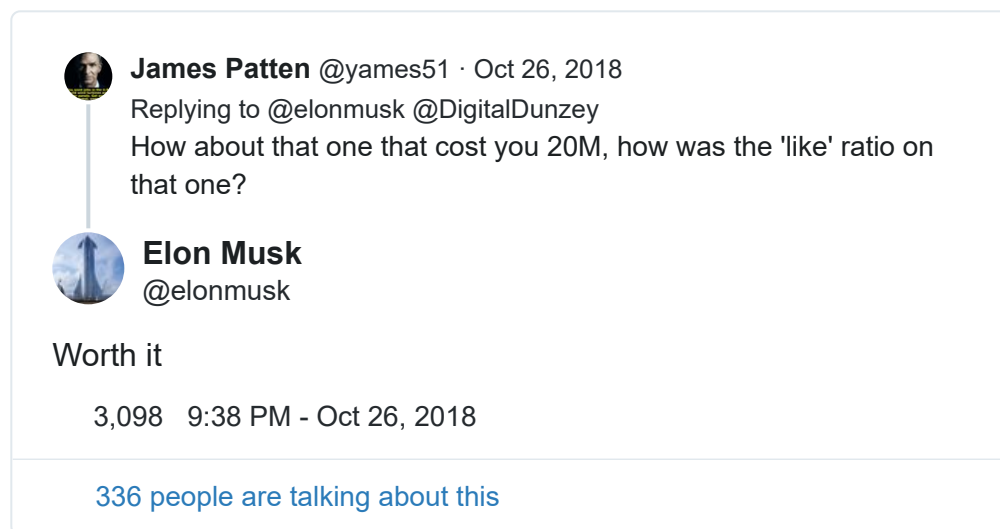 James Patten @yames51 · Oct 26, 2018
Replying to @elonmusk @DigitalDunzey
How about that one that cost you 20M, how was the 'like' ratio on
that one?
Elon Musk
@elonmusk
Worth it
3,098 9:38 PM - Oct 26, 2018
336 people are talking about this